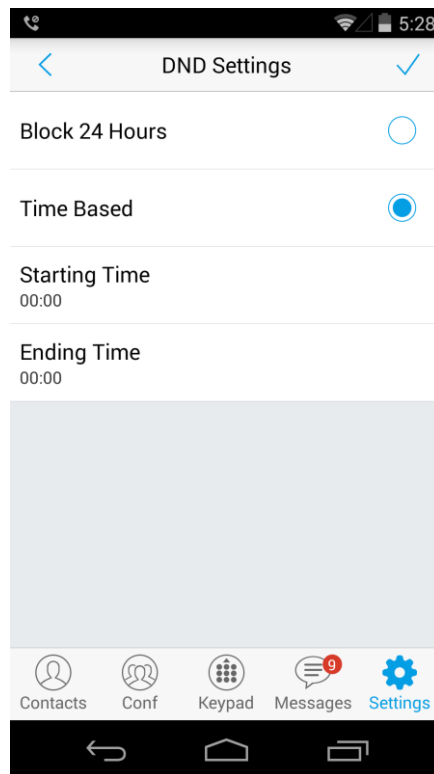 5:28
DND Settings
Block 24 Hours
Time Based
Starting Time
00:00
Ending Time
00:00
9
Contacts Conf Keypad Messages Settings